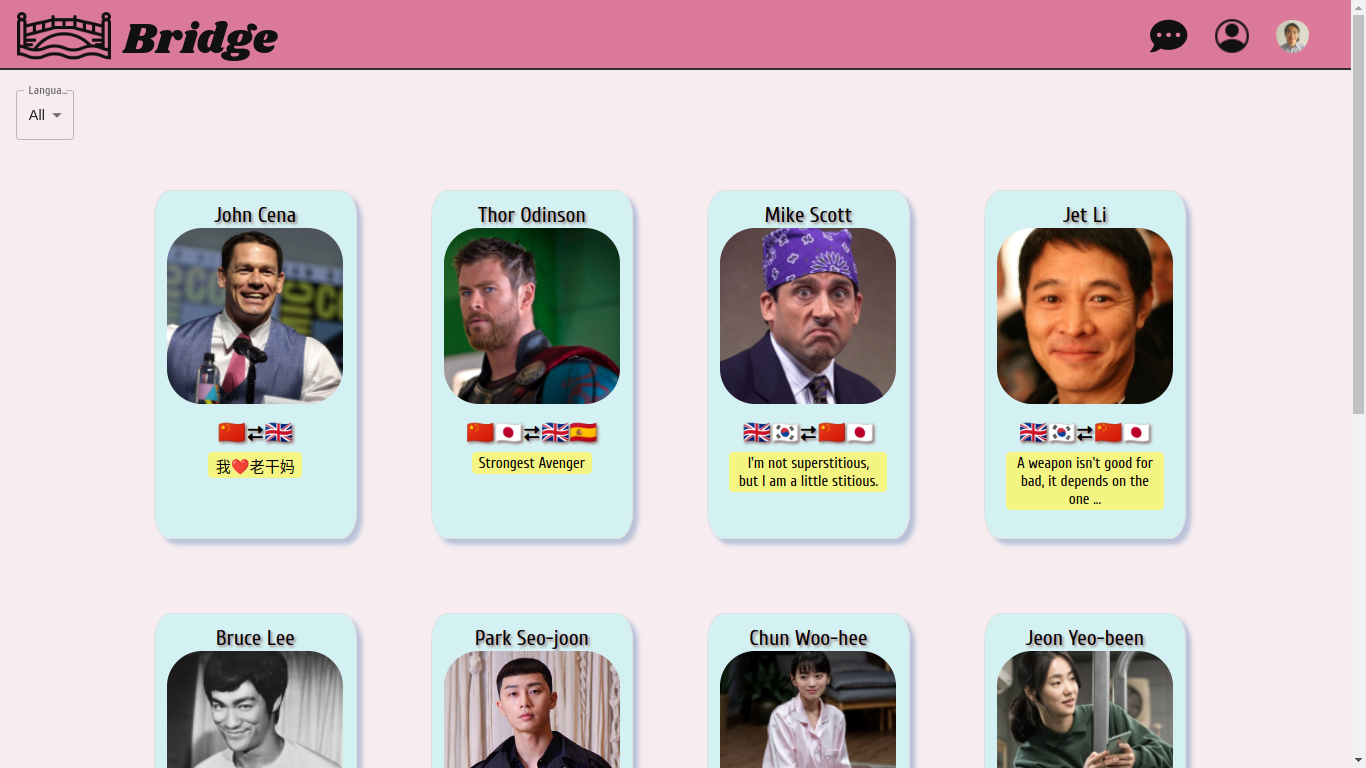 Bridge
Langua...
All
John Cena
Thor Odinson
Mike Scott
Jet Li
我❤️老干妈
Strongest Avenger
I'm not superstitious,
but I am a little stitious.
A weapon isn't good for
bad, it depends on the
one ...
Bruce Lee
Park Seo-joon
Chun Woo-hee
Jeon Yeo-been